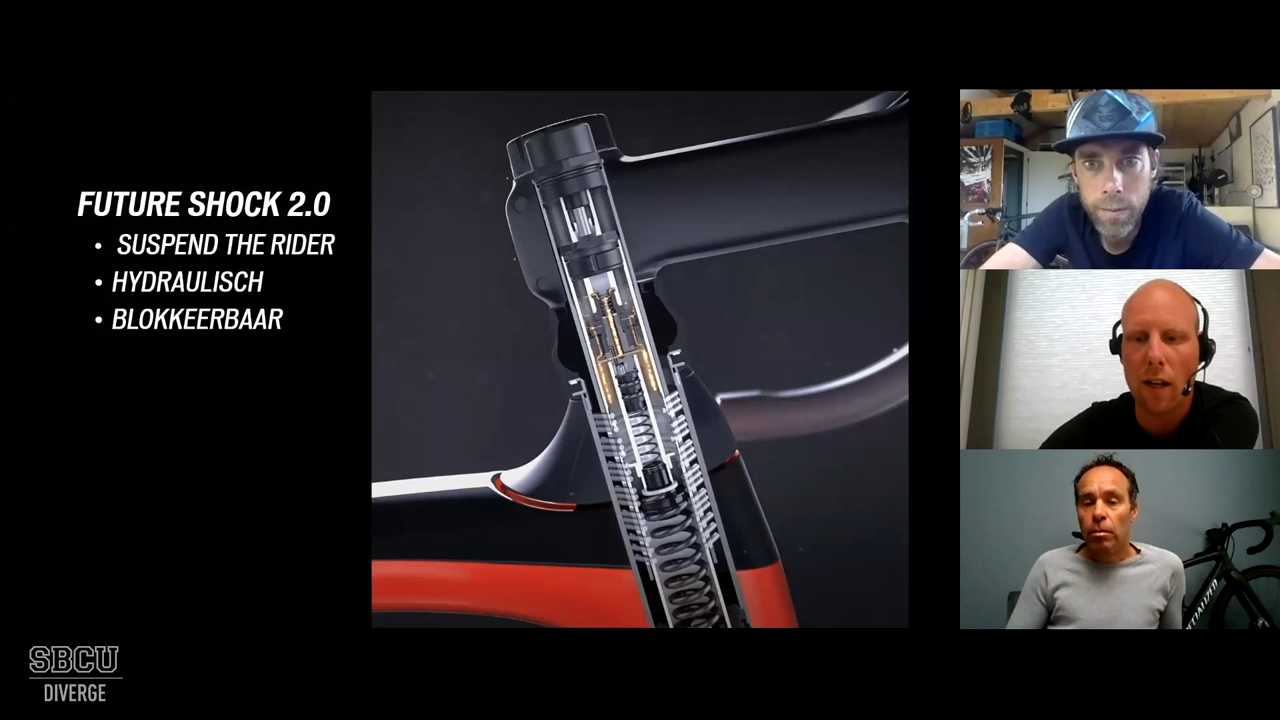 FUTURE SHOCK 2.0
• SUSPEND THE RIDER
• HYDRAULISCH
• BLOKKEERBAAR
SBCU
DIVERGE